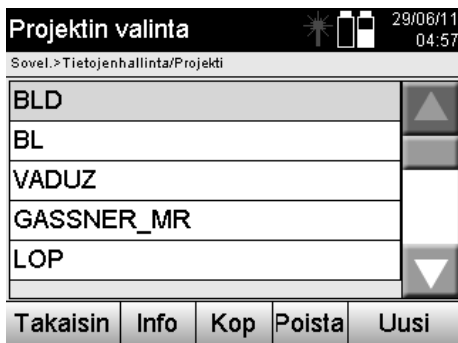 Projektin valinta
29/06/11
04:57
Sovel.>Tietojenhallinta/Projekti
BLD
BL
VADUZ
GASSNER_MR
LOP
Takaisin Info Kop Poista Uusi